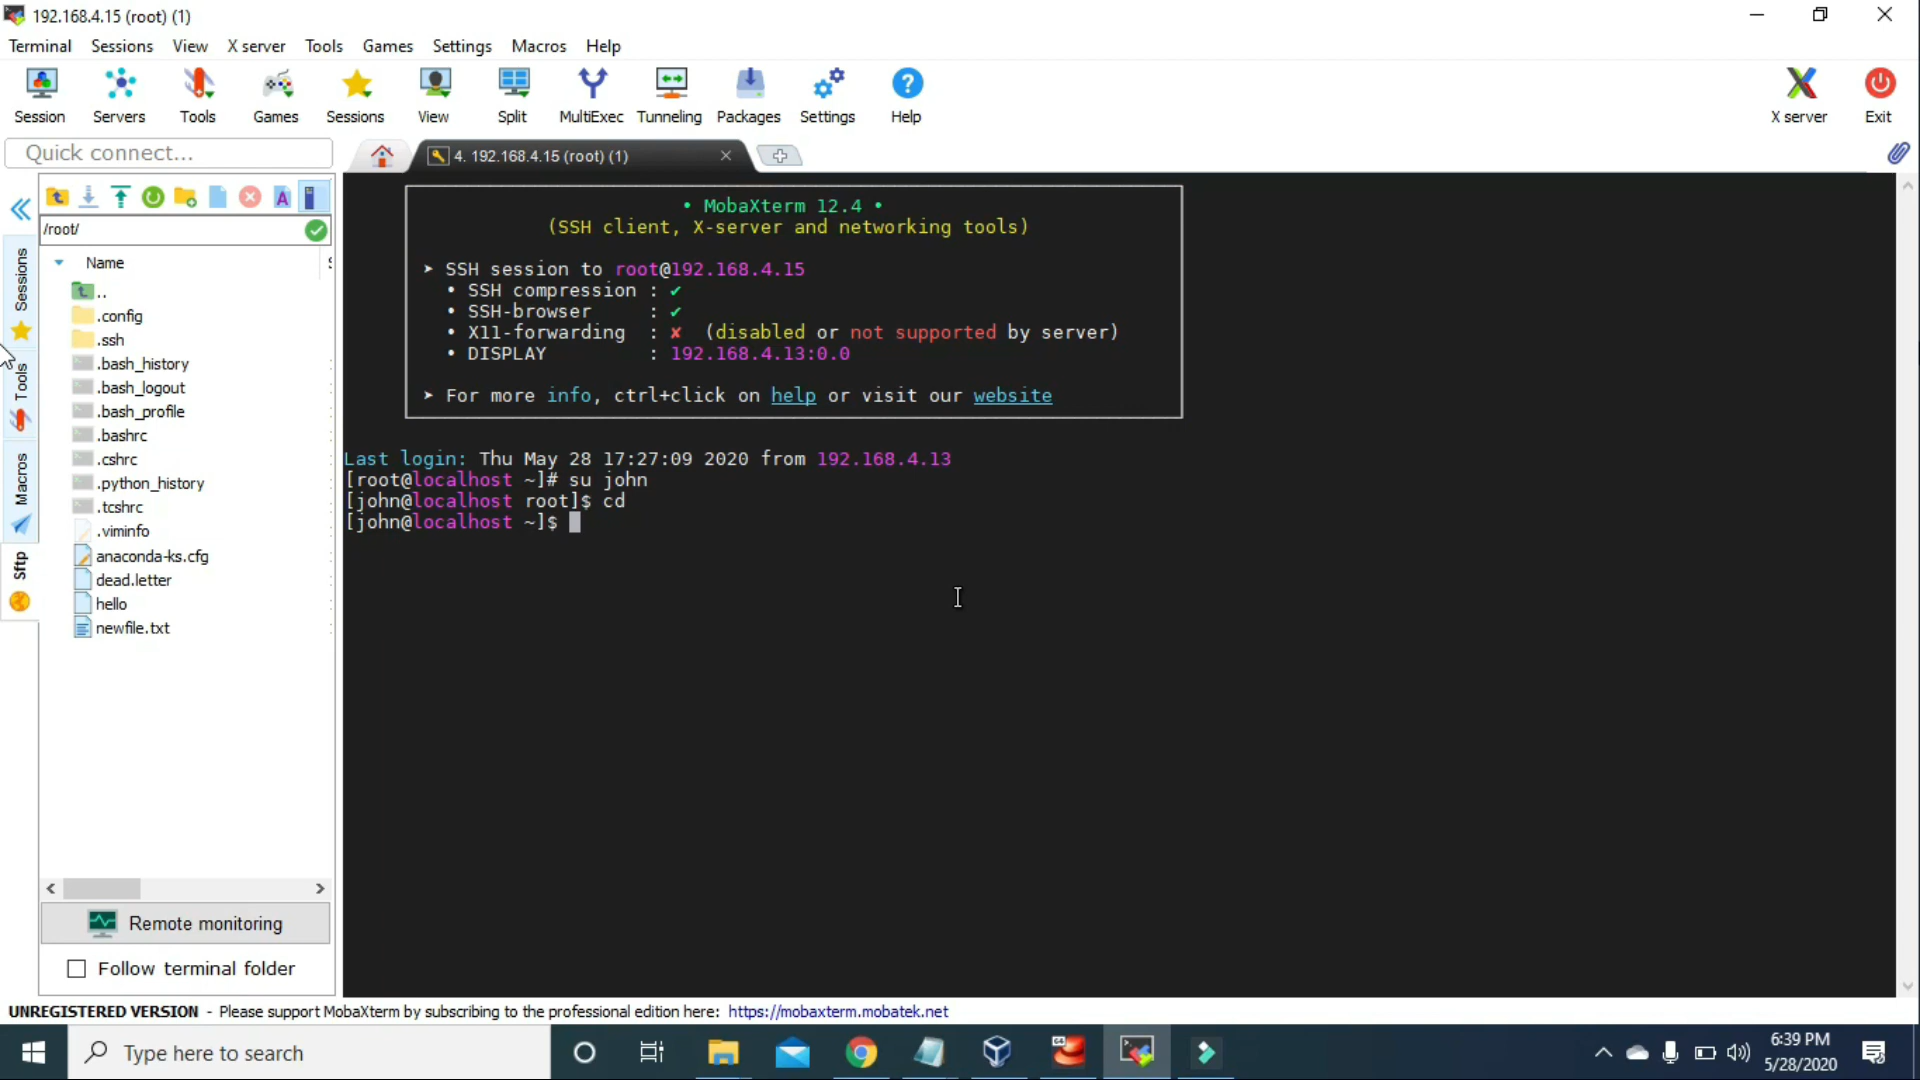 192.168.4.15 (root) (1)
Terminal Sessions View X server Tools Games Settings Macros Help
Session Servers Tools Games Sessions View Split MultiExec Tunneling Packages Settings Help X server Exit
Quick connect...
4. 192.168.4.15 (root) (1)
/root/
Name
..
.config
.ssh
.bash_history
.bash_logout
.bash_profile
.bashrc
.cshrc
.python_history
.tcshrc
.viminfo
anaconda-ks.cfg
dead.letter
hello
newfile.txt
Sessions
Tools
Macros
Sftp
Remote monitoring
Follow terminal folder
• MobaXterm 12.4 •
(SSH client, X-server and networking tools)
➤ SSH session to root@192.168.4.15
• SSH compression : ✔
• SSH-browser : ✔
• X11-forwarding : ✘ (disabled or not supported by server)
• DISPLAY : 192.168.4.13:0.0
➤ For more info, ctrl+click on help or visit our website
Last login: Thu May 28 17:27:09 2020 from 192.168.4.13
[root@localhost ~]# su john
[john@localhost root]$ cd
[john@localhost ~]$
UNREGISTERED VERSION - Please support MobaXterm by subscribing to the professional edition here: https://mobaxterm.mobatek.net
Type here to search
6:39 PM
5/28/2020